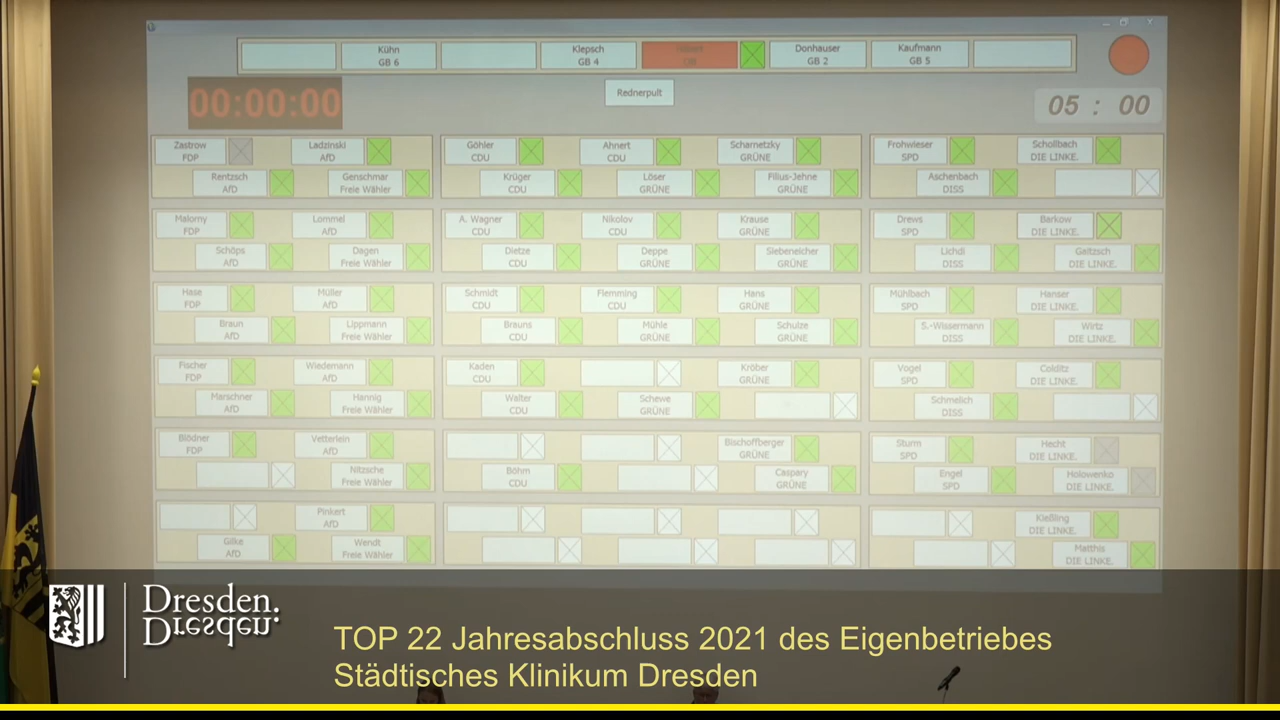 Kühn
GB 6
Klepsch
GB 4
Donhauser
GB 2
Kaufmann
GB 5
00:00:00
Rednerpult
05 : 00
Zastrow
FDP
Ladzinski
AfD
Göhler
CDU
Ahnert
CDU
Scharnetzky
GRÜNE
Frohwieser
SPD
Schollbach
DIE LINKE.
Rentzsch
AfD
Genschmar
Freie Wähler
Krüger
CDU
Löser
GRÜNE
Filius-Jehne
GRÜNE
Aschenbach
DISS
Malorny
FDP
Lommel
AfD
A. Wagner
CDU
Nikolov
CDU
Krause
GRÜNE
Drews
SPD
Barkow
DIE LINKE.
Schöps
AfD
Dagen
Freie Wähler
Dietze
CDU
Deppe
GRÜNE
Siebeneicher
GRÜNE
Lichdi
DISS
Gaitzsch
DIE LINKE.
Hase
FDP
Müller
AfD
Schmidt
CDU
Flemming
CDU
Hans
GRÜNE
Mühlbach
SPD
Hanser
DIE LINKE.
Braun
AfD
Lippmann
Freie Wähler
Brauns
CDU
Mühle
GRÜNE
Schulze
GRÜNE
S.-Wissermann
DISS
Wirtz
DIE LINKE.
Fischer
FDP
Wiedemann
AfD
Kaden
CDU
Kröber
GRÜNE
Vogel
SPD
Colditz
DIE LINKE.
Marschner
AfD
Hannig
Freie Wähler
Walter
CDU
Schewe
GRÜNE
Schmelich
DISS
Blödner
FDP
Vetterlein
AfD
Bischoffberger
GRÜNE
Sturm
SPD
Hecht
DIE LINKE.
Nitzsche
Freie Wähler
Böhm
CDU
Caspary
GRÜNE
Engel
SPD
Holowenko
DIE LINKE.
Pinkert
AfD
Kießling
DIE LINKE.
Gilke
AfD
Wendt
Freie Wähler
Matthis
DIE LINKE.
Dresden.
Dresden.
TOP 22 Jahresabschluss 2021 des Eigenbetriebes
Städtisches Klinikum Dresden